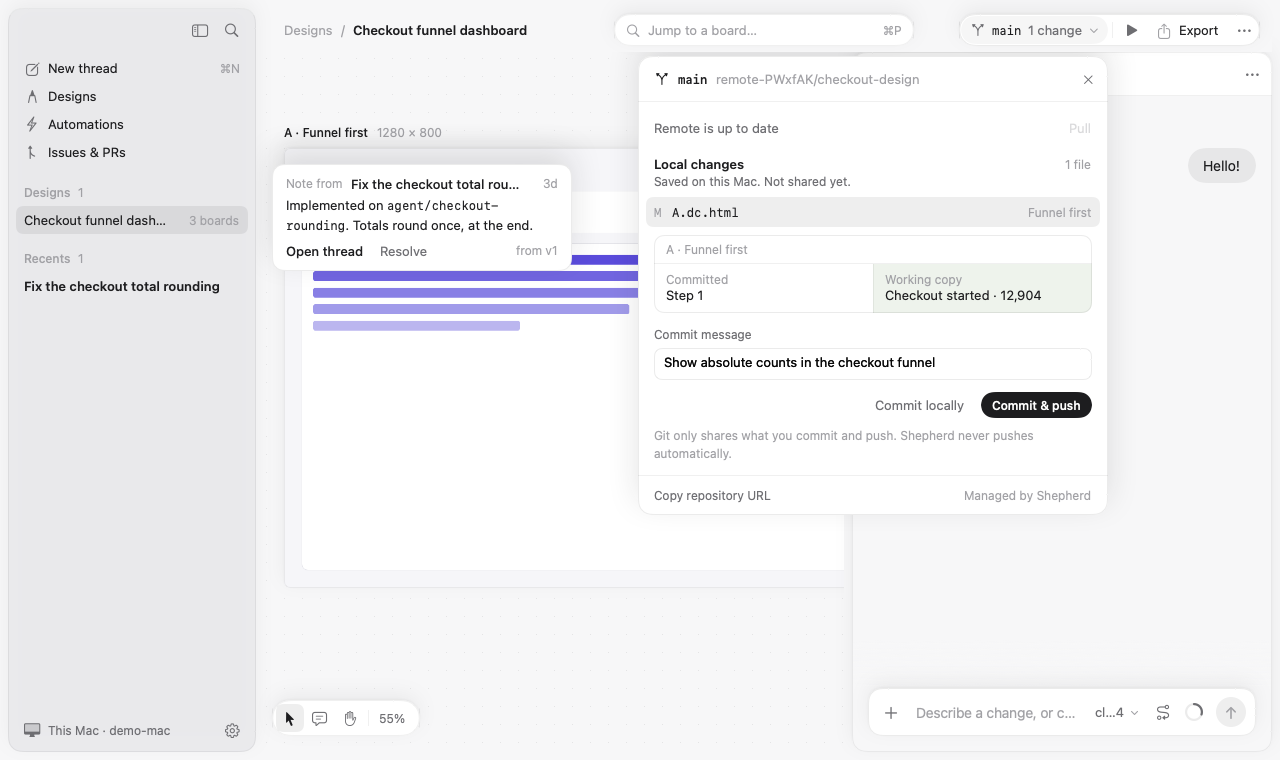 New thread ⌘N
Designs
Automations
Issues & PRs
Designs 1
Checkout funnel dash... 3 boards
Recents 1
Fix the checkout total rounding
This Mac · demo-mac
Designs / Checkout funnel dashboard
Jump to a board... ⌘P
main 1 change
Export
A · Funnel first 1280 × 800
Note from Fix the checkout total rou... 3d
Implemented on agent/checkout-
rounding. Totals round once, at the end.
Open thread Resolve from v1
55%
main remote-PWxfAK/checkout-design
Remote is up to date Pull
Local changes 1 file
Saved on this Mac. Not shared yet.
M A.dc.html Funnel first
A · Funnel first
Committed
Step 1
Working copy
Checkout started · 12,904
Commit message
Show absolute counts in the checkout funnel
Commit locally Commit & push
Git only shares what you commit and push. Shepherd never pushes
automatically.
Copy repository URL Managed by Shepherd
Hello!
Describe a change, or c... cl...4